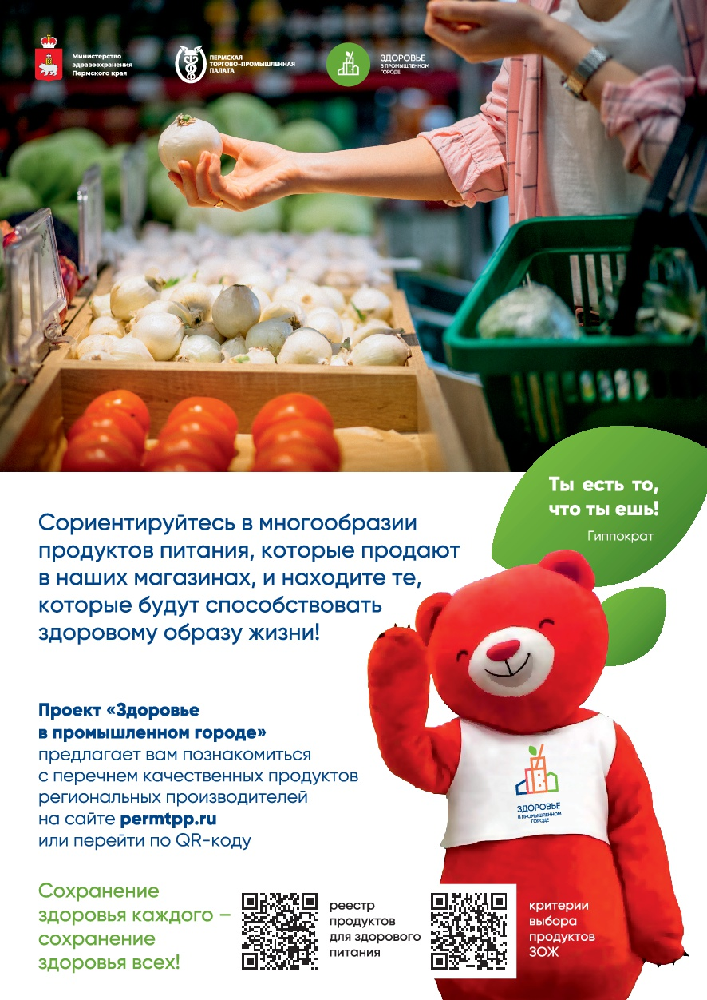 Министерство
здравоохранения
Пермского края
ПЕРМСКАЯ
ТОРГОВО-ПРОМЫШЛЕННАЯ
ПАЛАТА
ЗДОРОВЬЕ
В ПРОМЫШЛЕННОМ
ГОРОДЕ
Ты есть то,
что ты ешь!
Гиппократ
Сориентируйтесь в многообразии
продуктов питания, которые продают
в наших магазинах, и находите те,
которые будут способствовать
здоровому образу жизни!
Проект «Здоровье
в промышленном городе»
предлагает вам познакомиться
с перечнем качественных продуктов
региональных производителей
на сайте permtpp.ru
или перейти по QR-коду
ЗДОРОВЬЕ
В ПРОМЫШЛЕННОМ
ГОРОДЕ
Сохранение
здоровья каждого –
сохранение
здоровья всех!
реестр
продуктов
для здорового
питания
критерии
выбора
продуктов
ЗОЖ